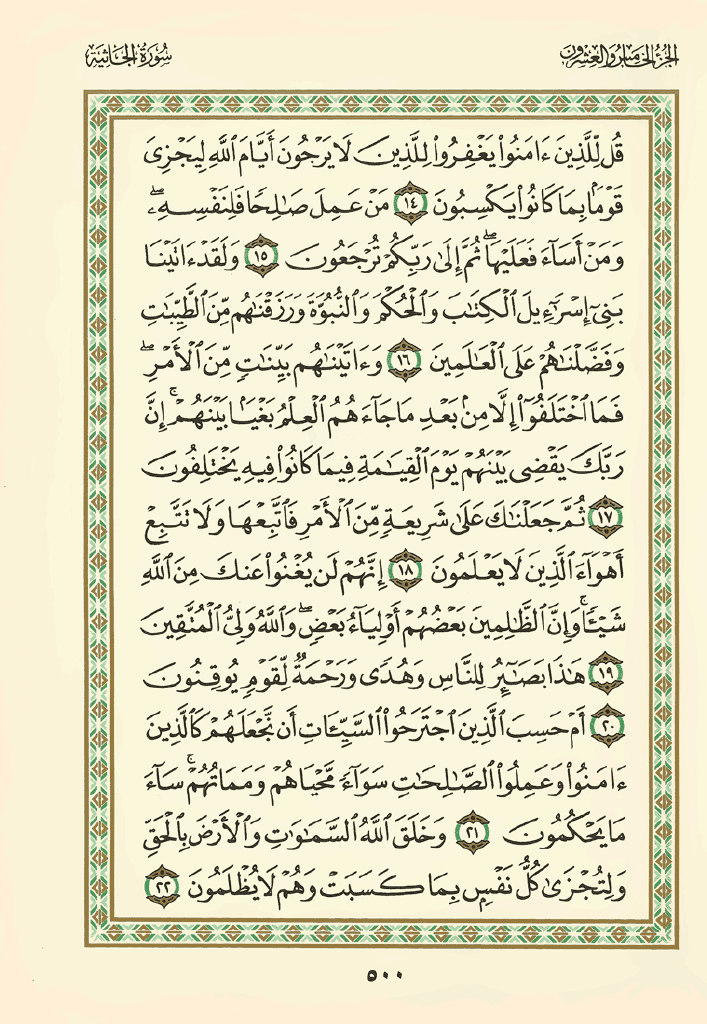 الجزء الخامس والعشرون
سورة الجاثية
قُل لِّلَّذِينَ ءَامَنُوا۟ يَغْفِرُوا۟ لِلَّذِينَ لَا يَرْجُونَ أَيَّامَ ٱللَّهِ لِيَجْزِىَ
قَوْمًۢا بِمَا كَانُوا۟ يَكْسِبُونَ ١٤ مَنْ عَمِلَ صَـٰلِحًا فَلِنَفْسِهِۦ ۖ
وَمَنْ أَسَآءَ فَعَلَيْهَا ۖ ثُمَّ إِلَىٰ رَبِّكُمْ تُرْجَعُونَ ١٥ وَلَقَدْ ءَاتَيْنَا
بَنِىٓ إِسْرَٰٓءِيلَ ٱلْكِتَـٰبَ وَٱلْحُكْمَ وَٱلنُّبُوَّةَ وَرَزَقْنَـٰهُم مِّنَ ٱلطَّيِّبَـٰتِ
وَفَضَّلْنَـٰهُمْ عَلَى ٱلْعَـٰلَمِينَ ١٦ وَءَاتَيْنَـٰهُم بَيِّنَـٰتٍ مِّنَ ٱلْأَمْرِ ۖ
فَمَا ٱخْتَلَفُوٓا۟ إِلَّا مِنۢ بَعْدِ مَا جَآءَهُمُ ٱلْعِلْمُ بَغْيًۢا بَيْنَهُمْ ۚ إِنَّ
رَبَّكَ يَقْضِى بَيْنَهُمْ يَوْمَ ٱلْقِيَـٰمَةِ فِيمَا كَانُوا۟ فِيهِ يَخْتَلِفُونَ
١٧ ثُمَّ جَعَلْنَـٰكَ عَلَىٰ شَرِيعَةٍ مِّنَ ٱلْأَمْرِ فَٱتَّبِعْهَا وَلَا تَتَّبِعْ
أَهْوَآءَ ٱلَّذِينَ لَا يَعْلَمُونَ ١٨ إِنَّهُمْ لَن يُغْنُوا۟ عَنكَ مِنَ ٱللَّهِ
شَيْـًٔا ۚ وَإِنَّ ٱلظَّـٰلِمِينَ بَعْضُهُمْ أَوْلِيَآءُ بَعْضٍ ۖ وَٱللَّهُ وَلِىُّ ٱلْمُتَّقِينَ
١٩ هَـٰذَا بَصَـٰٓئِرُ لِلنَّاسِ وَهُدًى وَرَحْمَةٌ لِّقَوْمٍ يُوقِنُونَ
٢٠ أَمْ حَسِبَ ٱلَّذِينَ ٱجْتَرَحُوا۟ ٱلسَّيِّـَٔاتِ أَن نَّجْعَلَهُمْ كَٱلَّذِينَ
ءَامَنُوا۟ وَعَمِلُوا۟ ٱلصَّـٰلِحَـٰتِ سَوَآءً مَّحْيَاهُمْ وَمَمَاتُهُمْ ۚ سَآءَ
مَا يَحْكُمُونَ ٢١ وَخَلَقَ ٱللَّهُ ٱلسَّمَـٰوَٰتِ وَٱلْأَرْضَ بِٱلْحَقِّ
وَلِتُجْزَىٰ كُلُّ نَفْسٍۭ بِمَا كَسَبَتْ وَهُمْ لَا يُظْلَمُونَ ٢٢
٥٠٠